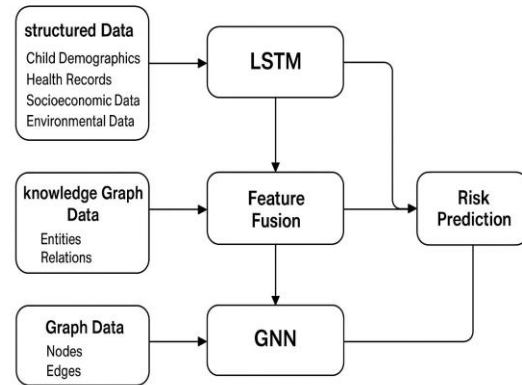 structured Data
Child Demographics
Health Records
Socioeconomic Data
Environmental Data
LSTM
knowledge Graph
Data
Entities
Relations
Feature
Fusion
Risk
Prediction
Graph Data
Nodes
Edges
GNN